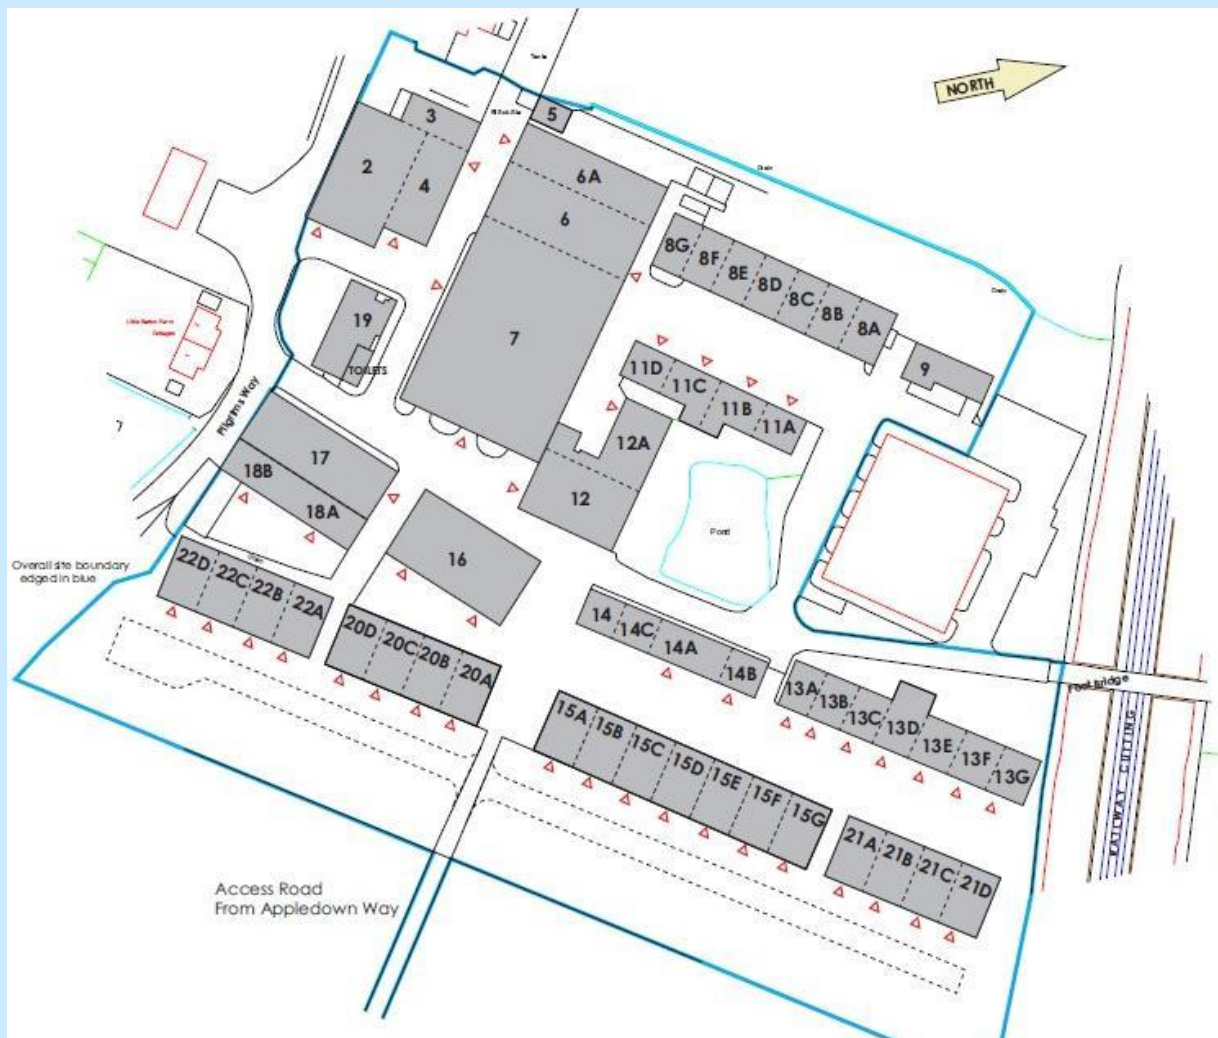 NORTH
3
5
2
4
6A
6
8G
8F
8E
8D
8C
8B
8A
9
7
19
TOILETS
11D
11C
11B
11A
Pilgrims Way
12A
12
17
18B
18A
16
Pond
Overall site boundary
edged in blue
22D
22C
22B
22A
20D
20C
20B
20A
14
14C
14A
14B
13A
13B
13C
13D
13E
13F
13G
Foot Bridge
RAILWAY CUTTING
15A
15B
15C
15D
15E
15F
15G
21A
21B
21C
21D
Access Road
From Appledown Way